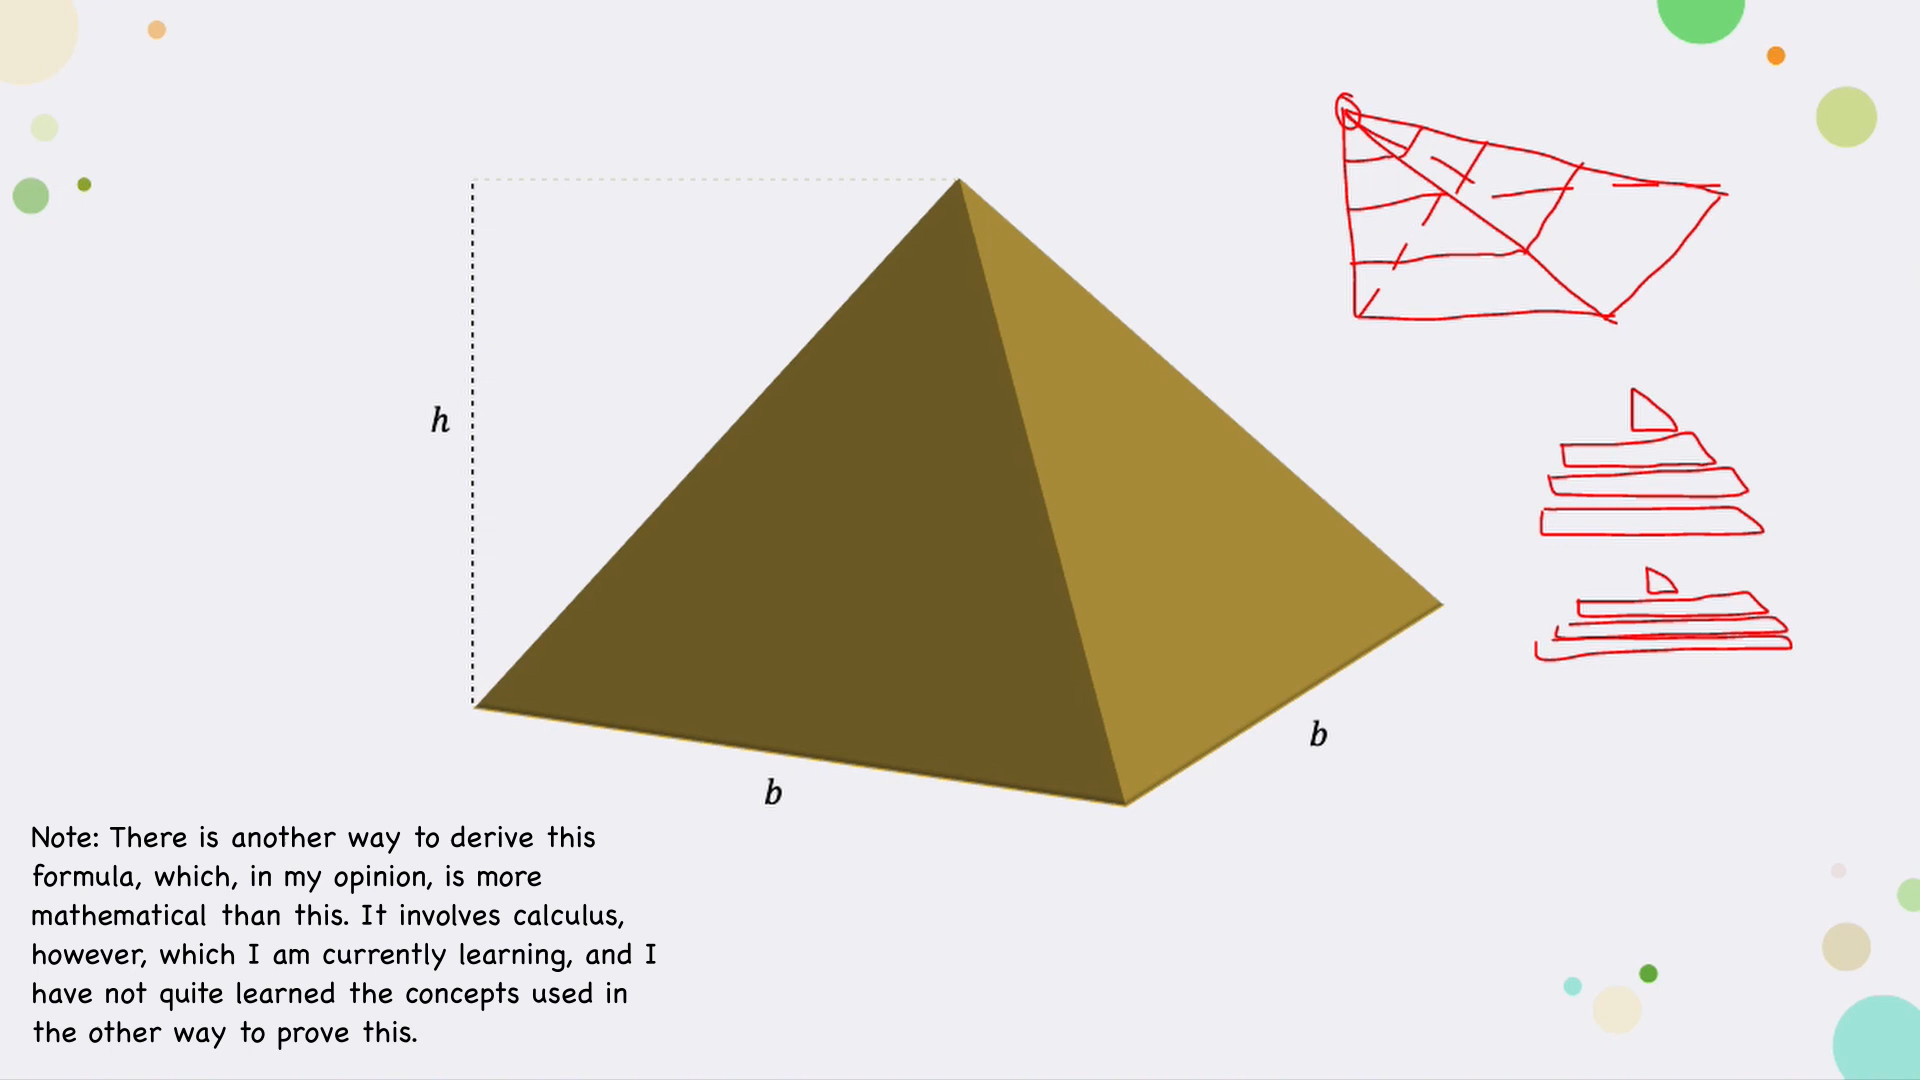 h
b
b
Note: There is another way to derive this
formula, which, in my opinion, is more
mathematical than this. It involves calculus,
however, which I am currently learning, and I
have not quite learned the concepts used in
the other way to prove this.